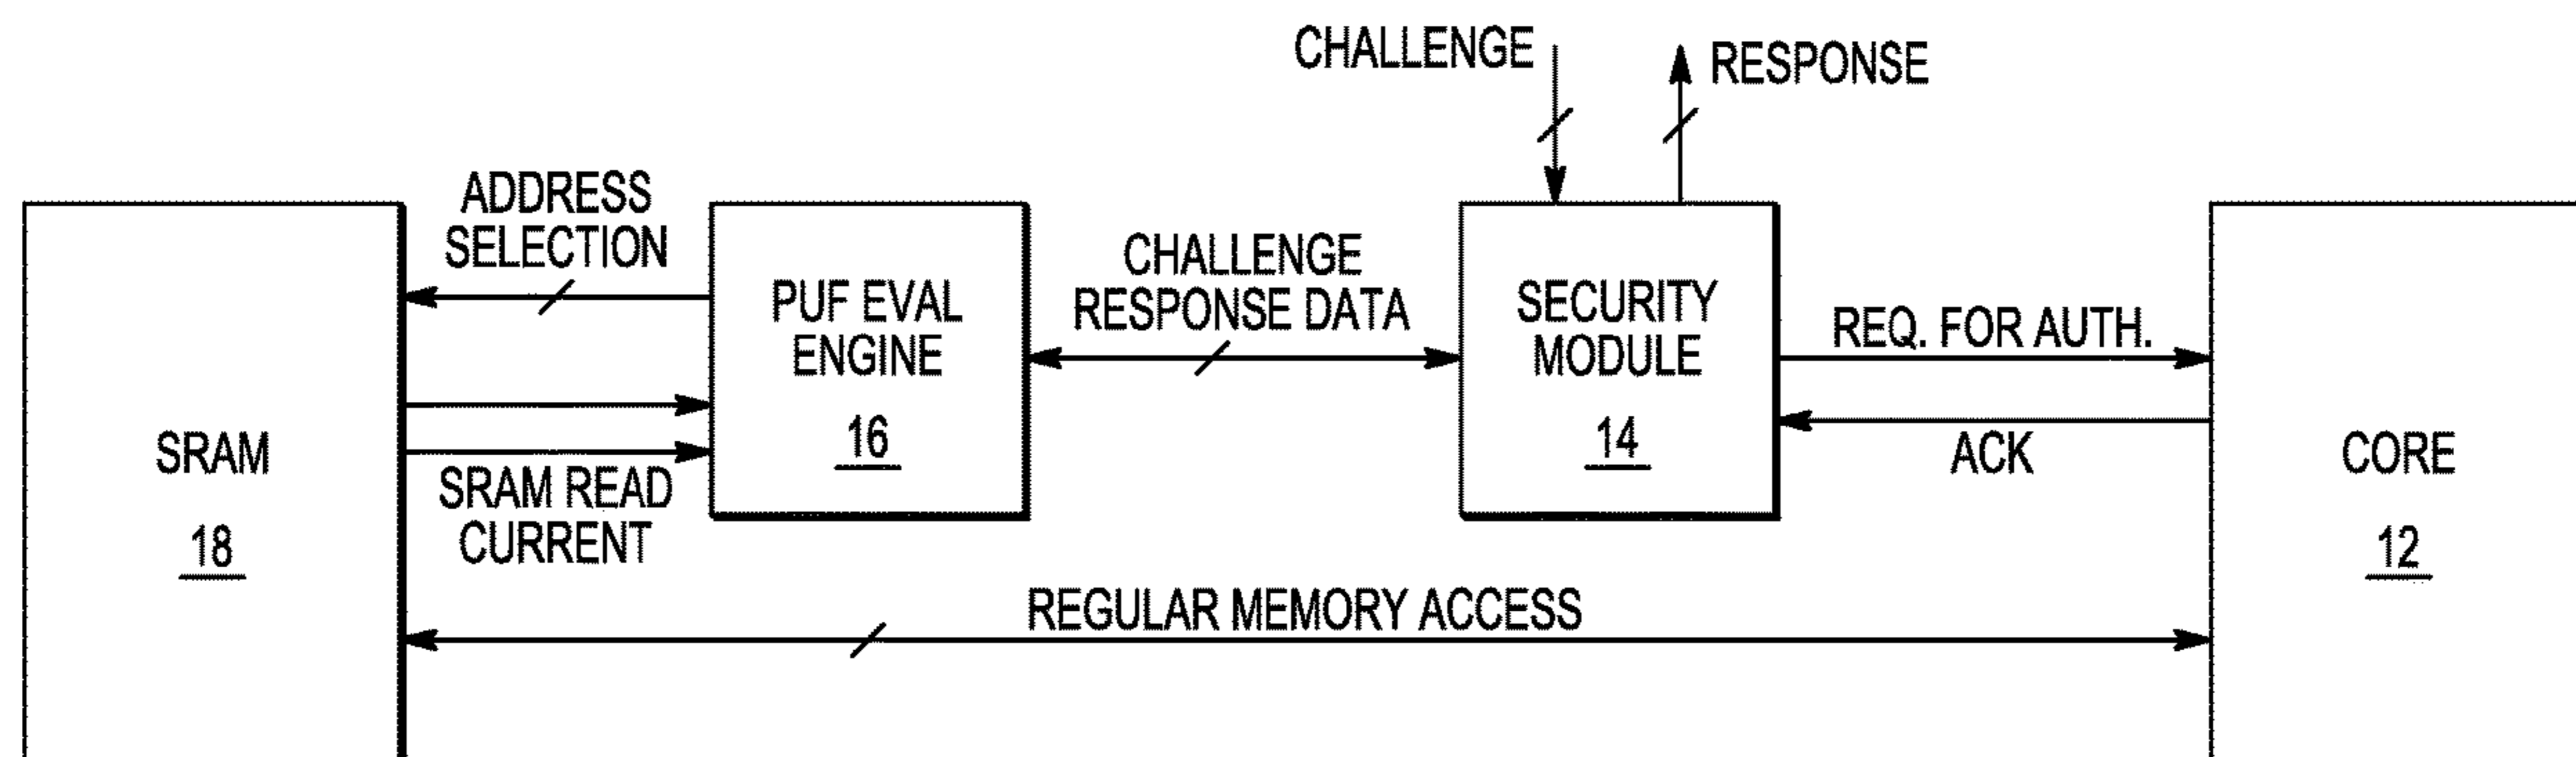 CHALLENGE
RESPONSE
ADDRESS
SELECTION
PUF EVAL
ENGINE
16
CHALLENGE
RESPONSE DATA
SECURITY
MODULE
14
REQ. FOR AUTH.
ACK
SRAM
18
SRAM READ
CURRENT
CORE
12
REGULAR MEMORY ACCESS